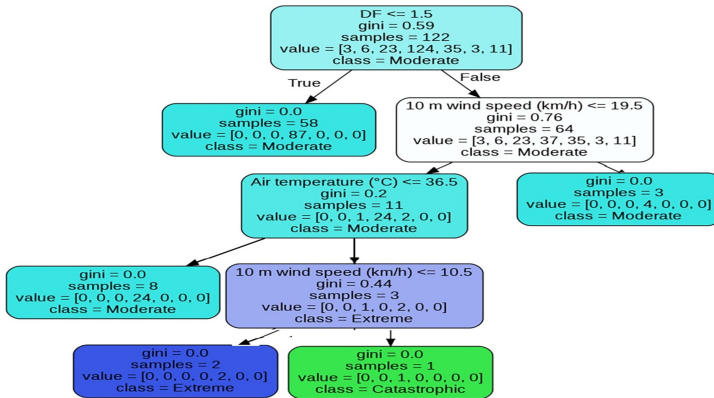 DF <= 1.5
gini = 0.59
samples = 122
value = [3, 6, 23, 124, 35, 3, 11]
class = Moderate
True
False
gini = 0.0
samples = 58
value = [0, 0, 0, 87, 0, 0, 0]
class = Moderate
10 m wind speed (km/h) <= 19.5
gini = 0.76
samples = 64
value = [3, 6, 23, 37, 35, 3, 11]
class = Moderate
Air temperature (°C) <= 36.5
gini = 0.2
samples = 11
value = [0, 0, 1, 24, 2, 0, 0]
class = Moderate
gini = 0.0
samples = 3
value = [0, 0, 0, 4, 0, 0, 0]
class = Moderate
gini = 0.0
samples = 8
value = [0, 0, 0, 24, 0, 0, 0]
class = Moderate
10 m wind speed (km/h) <= 10.5
gini = 0.44
samples = 3
value = [0, 0, 1, 0, 2, 0, 0]
class = Extreme
gini = 0.0
samples = 2
value = [0, 0, 0, 0, 2, 0, 0]
class = Extreme
gini = 0.0
samples = 1
value = [0, 0, 1, 0, 0, 0, 0]
class = Catastrophic